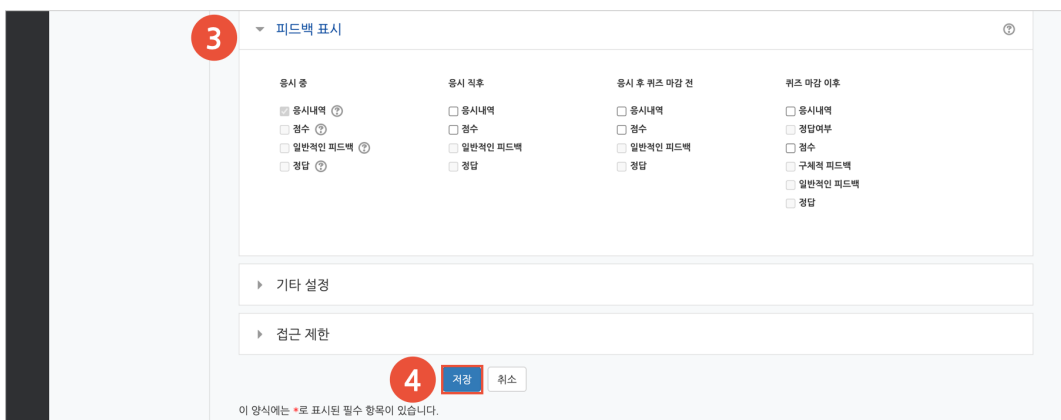 3
피드백 표시
응시 중 응시 직후 응시 후 퀴즈 마감 전 퀴즈 마감 이후
응시내역 응시내역 응시내역 응시내역
점수 점수 점수 정답여부
일반적인 피드백 일반적인 피드백 일반적인 피드백 점수
정답 정답 정답 구체적 피드백
일반적인 피드백
정답
기타 설정
접근 제한
4 저장 취소
이 양식에는 *로 표시된 필수 항목이 있습니다.